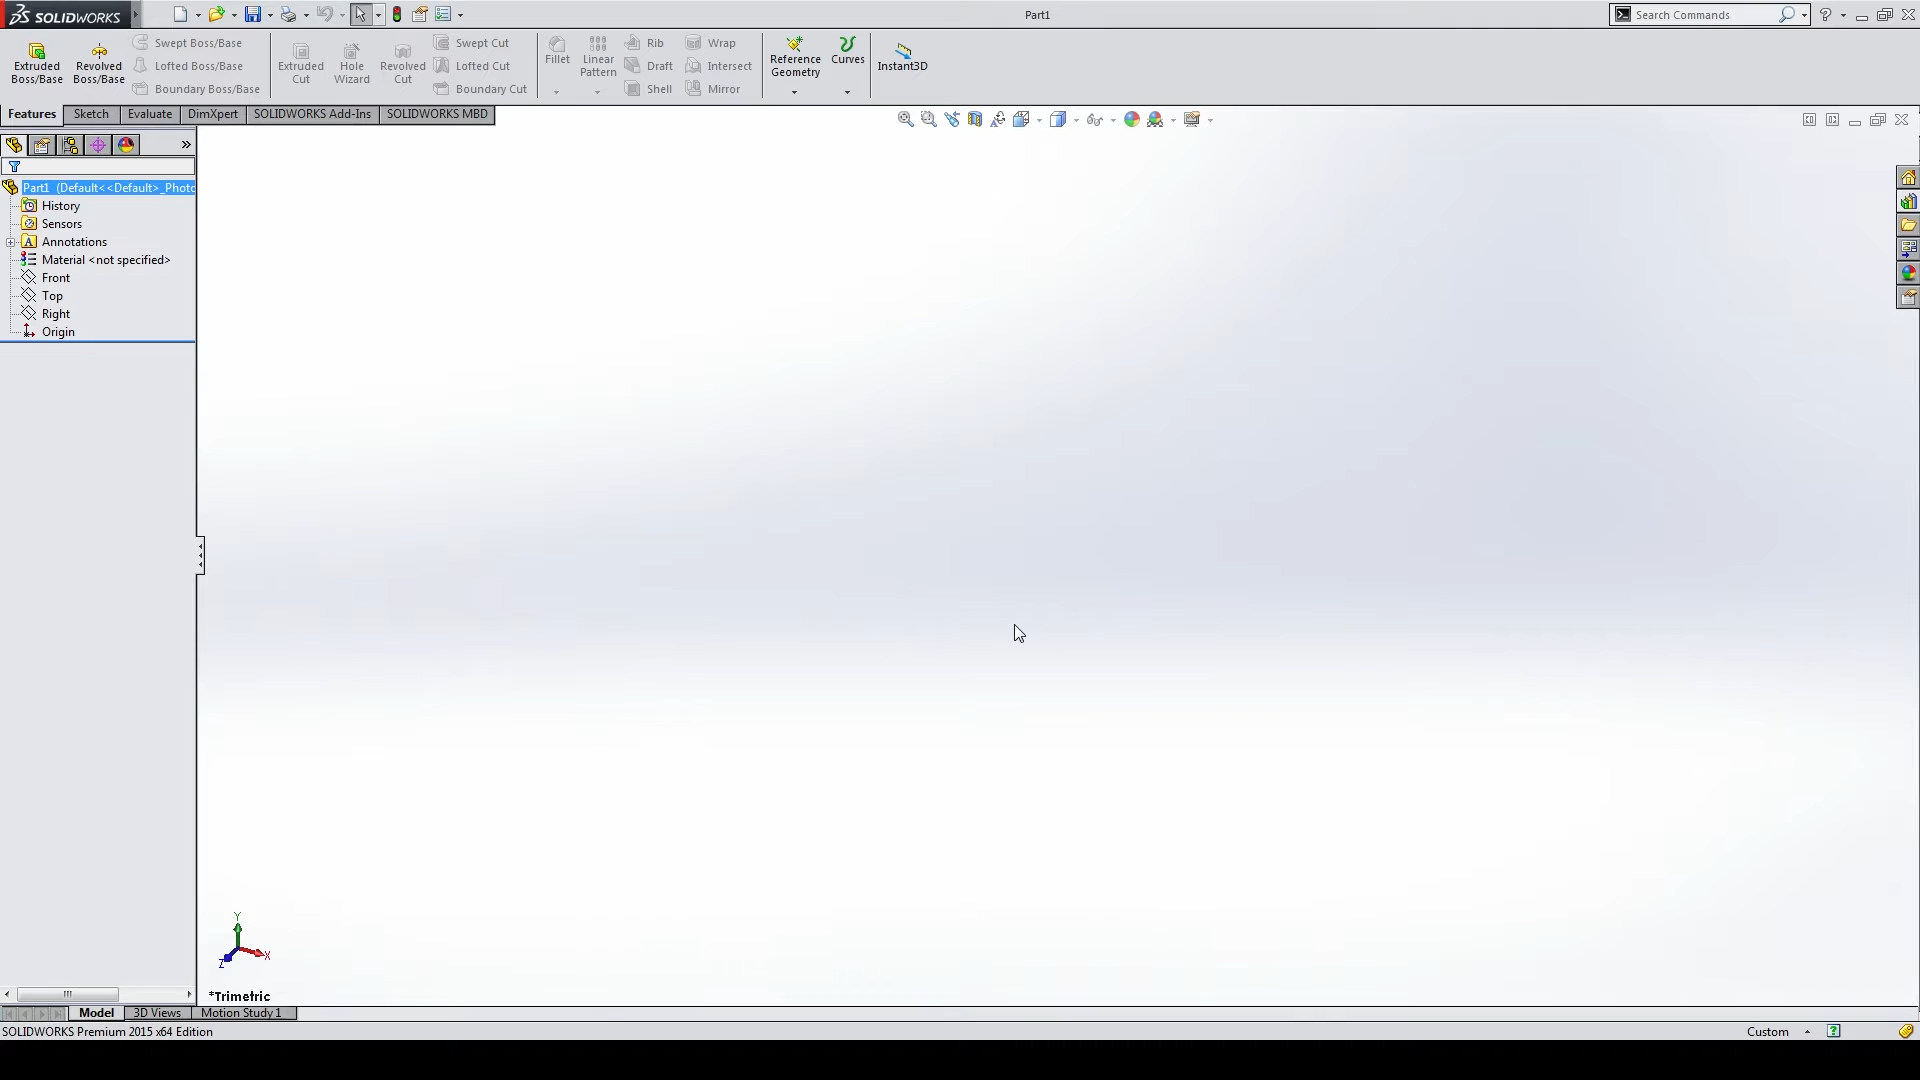 SOLIDWORKS
Part1
Search Commands
Extruded Boss/Base
Revolved Boss/Base
Swept Boss/Base
Lofted Boss/Base
Boundary Boss/Base
Extruded Cut
Hole Wizard
Revolved Cut
Swept Cut
Lofted Cut
Boundary Cut
Fillet
Linear Pattern
Rib
Draft
Shell
Wrap
Intersect
Mirror
Reference Geometry
Curves
Instant3D
Features
Sketch
Evaluate
DimXpert
SOLIDWORKS Add-Ins
SOLIDWORKS MBD
Part1 (Default<<Default>_Photo
History
Sensors
Annotations
Material <not specified>
Front
Top
Right
Origin
Y
X
Z
*Trimetric
Model
3D Views
Motion Study 1
SOLIDWORKS Premium 2015 x64 Edition
Custom